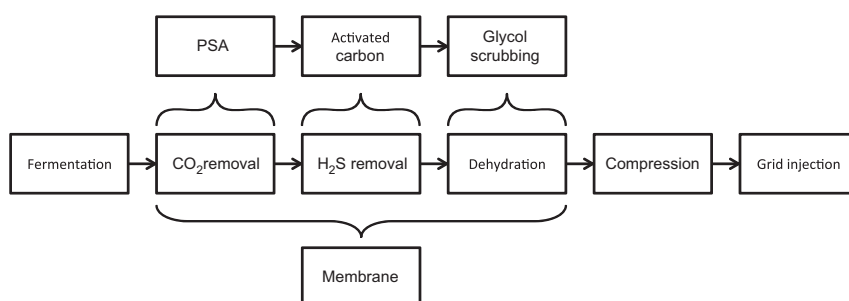 PSA
Activated
carbon
Glycol
scrubbing
Fermentation
CO₂removal
H₂S removal
Dehydration
Compression
Grid injection
Membrane